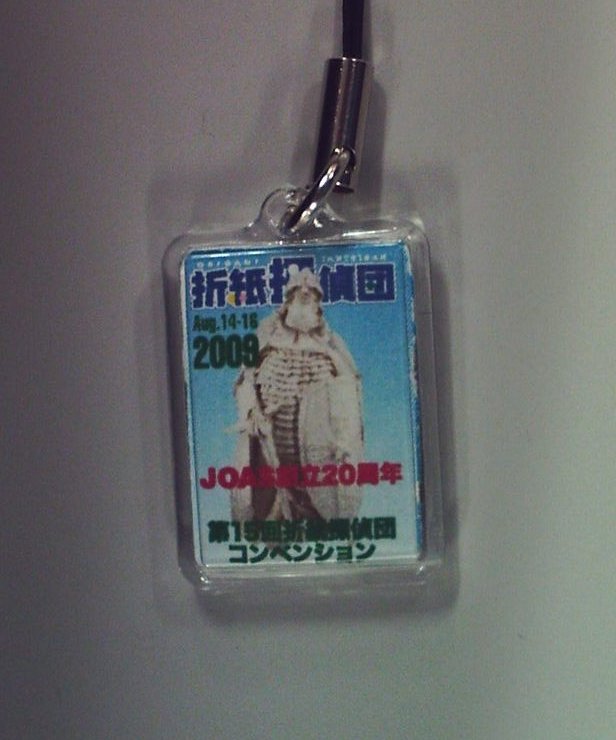 折紙探偵団
Aug.14-16
2009
JOAS創立20周年
第15回折紙探偵団
コンベンション